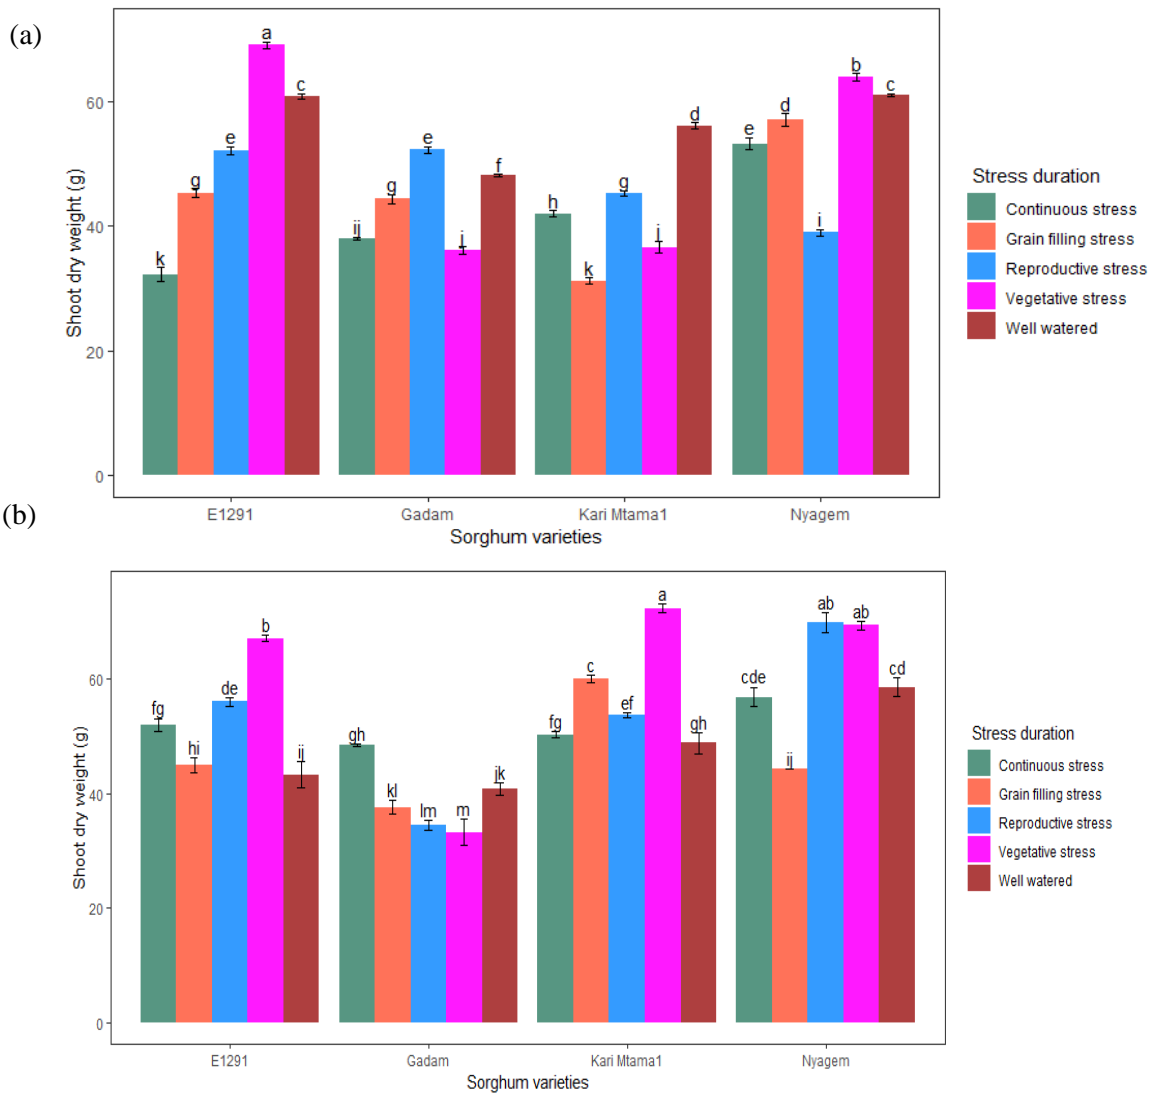 (a)
Shoot dry weight (g)
60
40
20
0
k
g
e
a
c
ij
g
e
j
f
h
k
g
j
d
e
d
i
b
c
E1291
Gadam
Kari Mtama1
Nyagem
Sorghum varieties
Stress duration
Continuous stress
Grain filling stress
Reproductive stress
Vegetative stress
Well watered
(b)
Shoot dry weight (g)
60
40
20
0
fg
hi
de
b
ij
gh
kl
lm
m
jk
fg
c
ef
a
gh
cde
ij
ab
ab
cd
E1291
Gadam
Kari Mtama1
Nyagem
Sorghum varieties
Stress duration
Continuous stress
Grain filling stress
Reproductive stress
Vegetative stress
Well watered